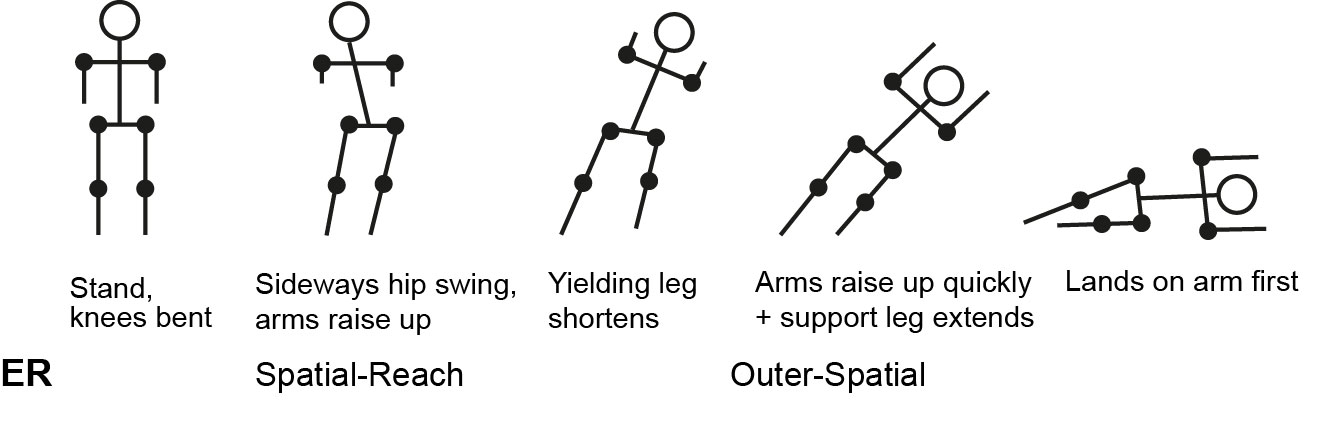 Stand,
knees bent
Sideways hip swing,
arms raise up
Yielding leg
shortens
Arms raise up quickly
+ support leg extends
Lands on arm first
ER
Spatial-Reach
Outer-Spatial